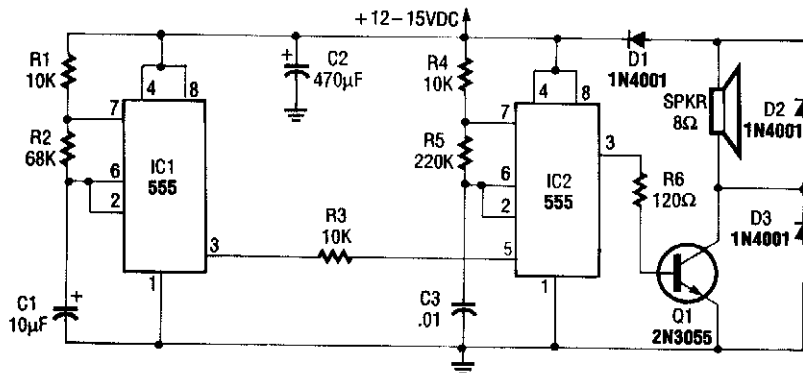 +12–15VDC
R1
10K
R2
68K
C1
10µF
+
4
8
7
6
2
3
1
IC1
555
+
C2
470µF
R3
10K
R4
10K
R5
220K
C3
.01
4
8
7
6
2
5
3
1
IC2
555
D1
1N4001
SPKR
8Ω
D2
1N4001
R6
120Ω
D3
1N4001
Q1
2N3055